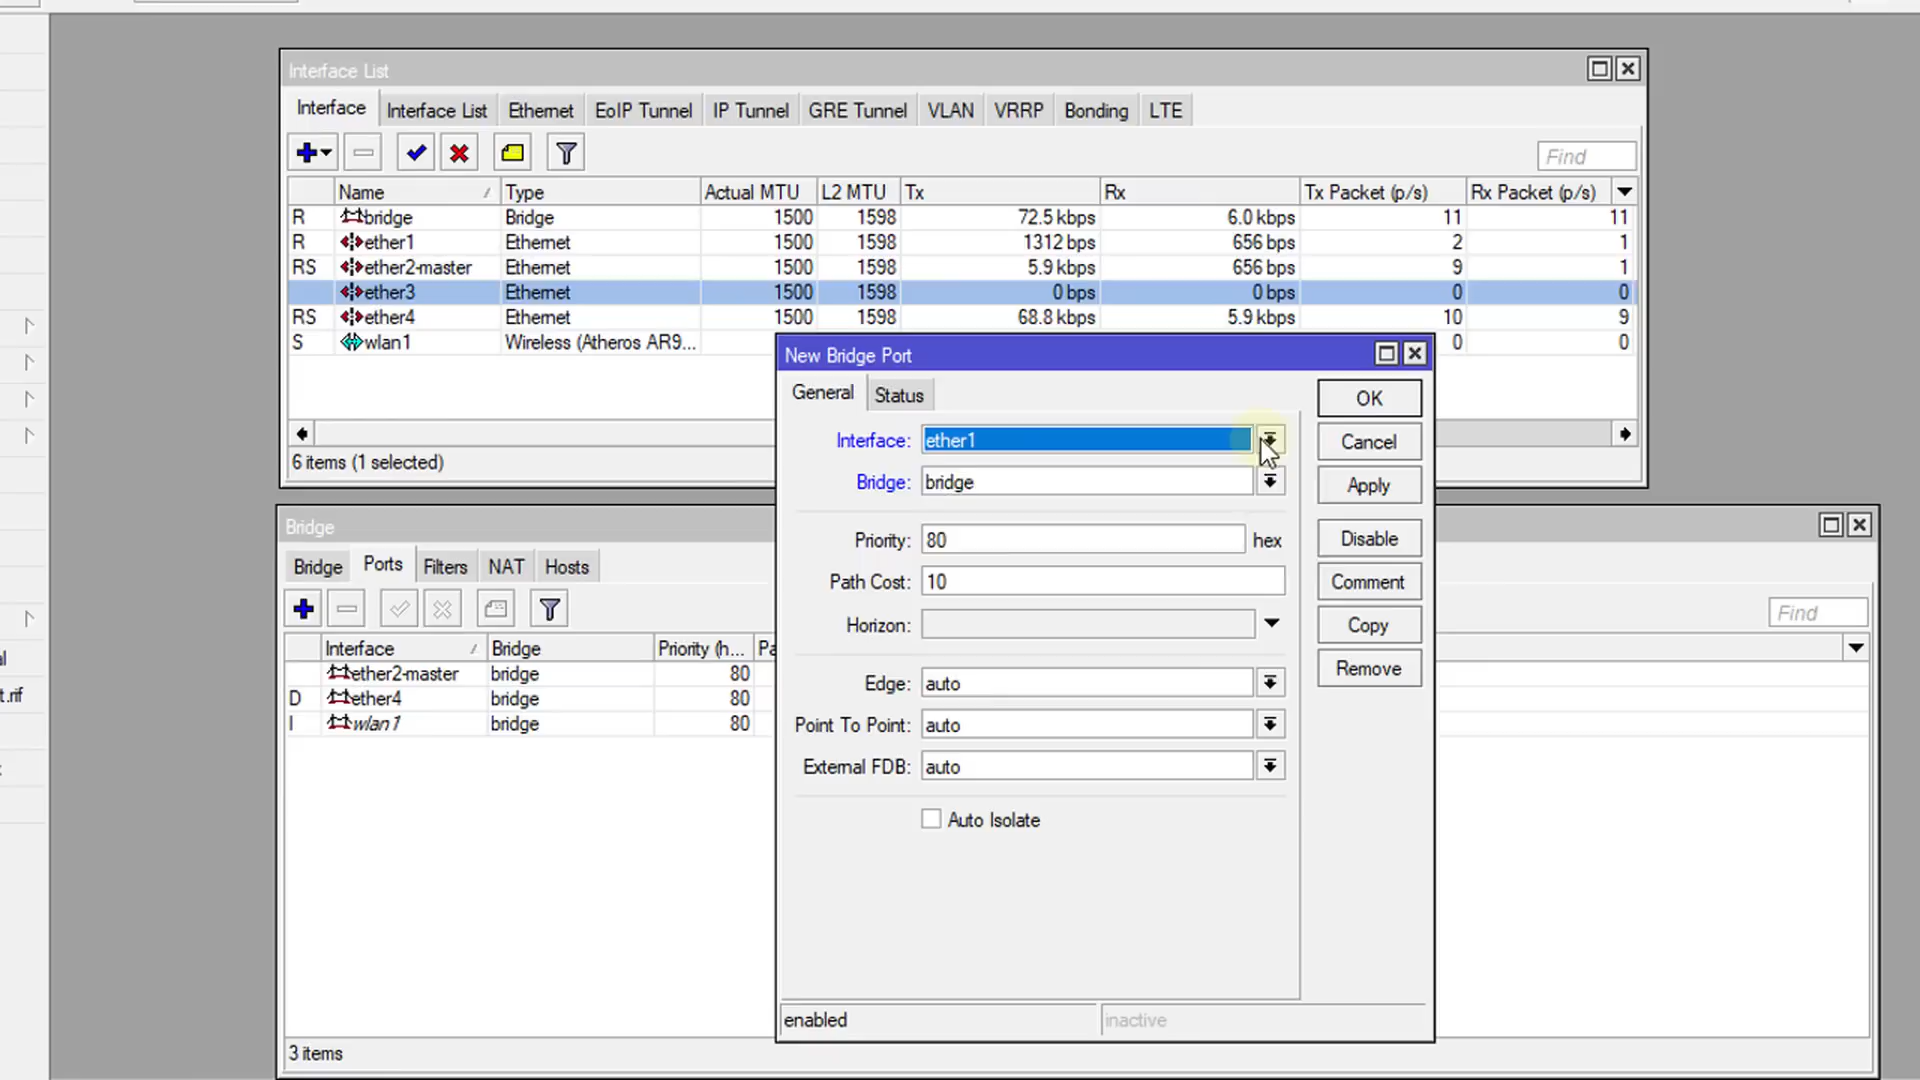 Interface List
Interface Interface List Ethernet EoIP Tunnel IP Tunnel GRE Tunnel VLAN VRRP Bonding LTE
Find
Name / Type Actual MTU L2 MTU Tx Rx Tx Packet (p/s) Rx Packet (p/s)
R bridge Bridge 1500 1598 72.5 kbps 6.0 kbps 11 11
R ether1 Ethernet 1500 1598 1312 bps 656 bps 2 1
RS ether2-master Ethernet 1500 1598 5.9 kbps 656 bps 9 1
ether3 Ethernet 1500 1598 0 bps 0 bps 0 0
RS ether4 Ethernet 1500 1598 68.8 kbps 5.9 kbps 10 9
S wlan1 Wireless (Atheros AR9... 0 0
6 items (1 selected)
New Bridge Port
General Status
Interface: ether1
Bridge: bridge
Priority: 80 hex
Path Cost: 10
Horizon:
Edge: auto
Point To Point: auto
External FDB: auto
Auto Isolate
OK
Cancel
Apply
Disable
Comment
Copy
Remove
enabled inactive
Bridge
Bridge Ports Filters NAT Hosts
Find
Interface / Bridge Priority (h... Pa
ether2-master bridge 80
D ether4 bridge 80
I wlan1 bridge 80
3 items
al
t.rif